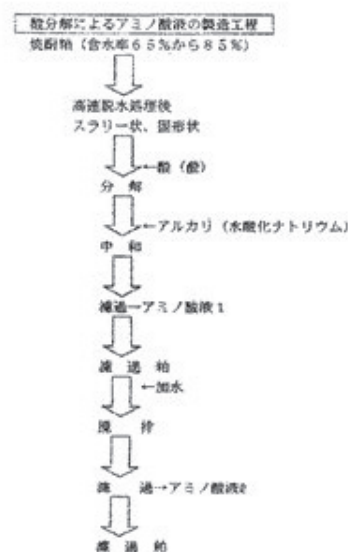 酸分解によるアミノ酸液の製造工程
焼酎粕(含水率65%から85%)
高速脱水処理後
スラリー状、固形状
←酸(酸)
分 解
←アルカリ(水酸化ナトリウム)
中 和
濾過→アミノ酸液1
濾 過 粕
←加水
撹 拌
濾 過→アミノ酸液2
濾 過 粕